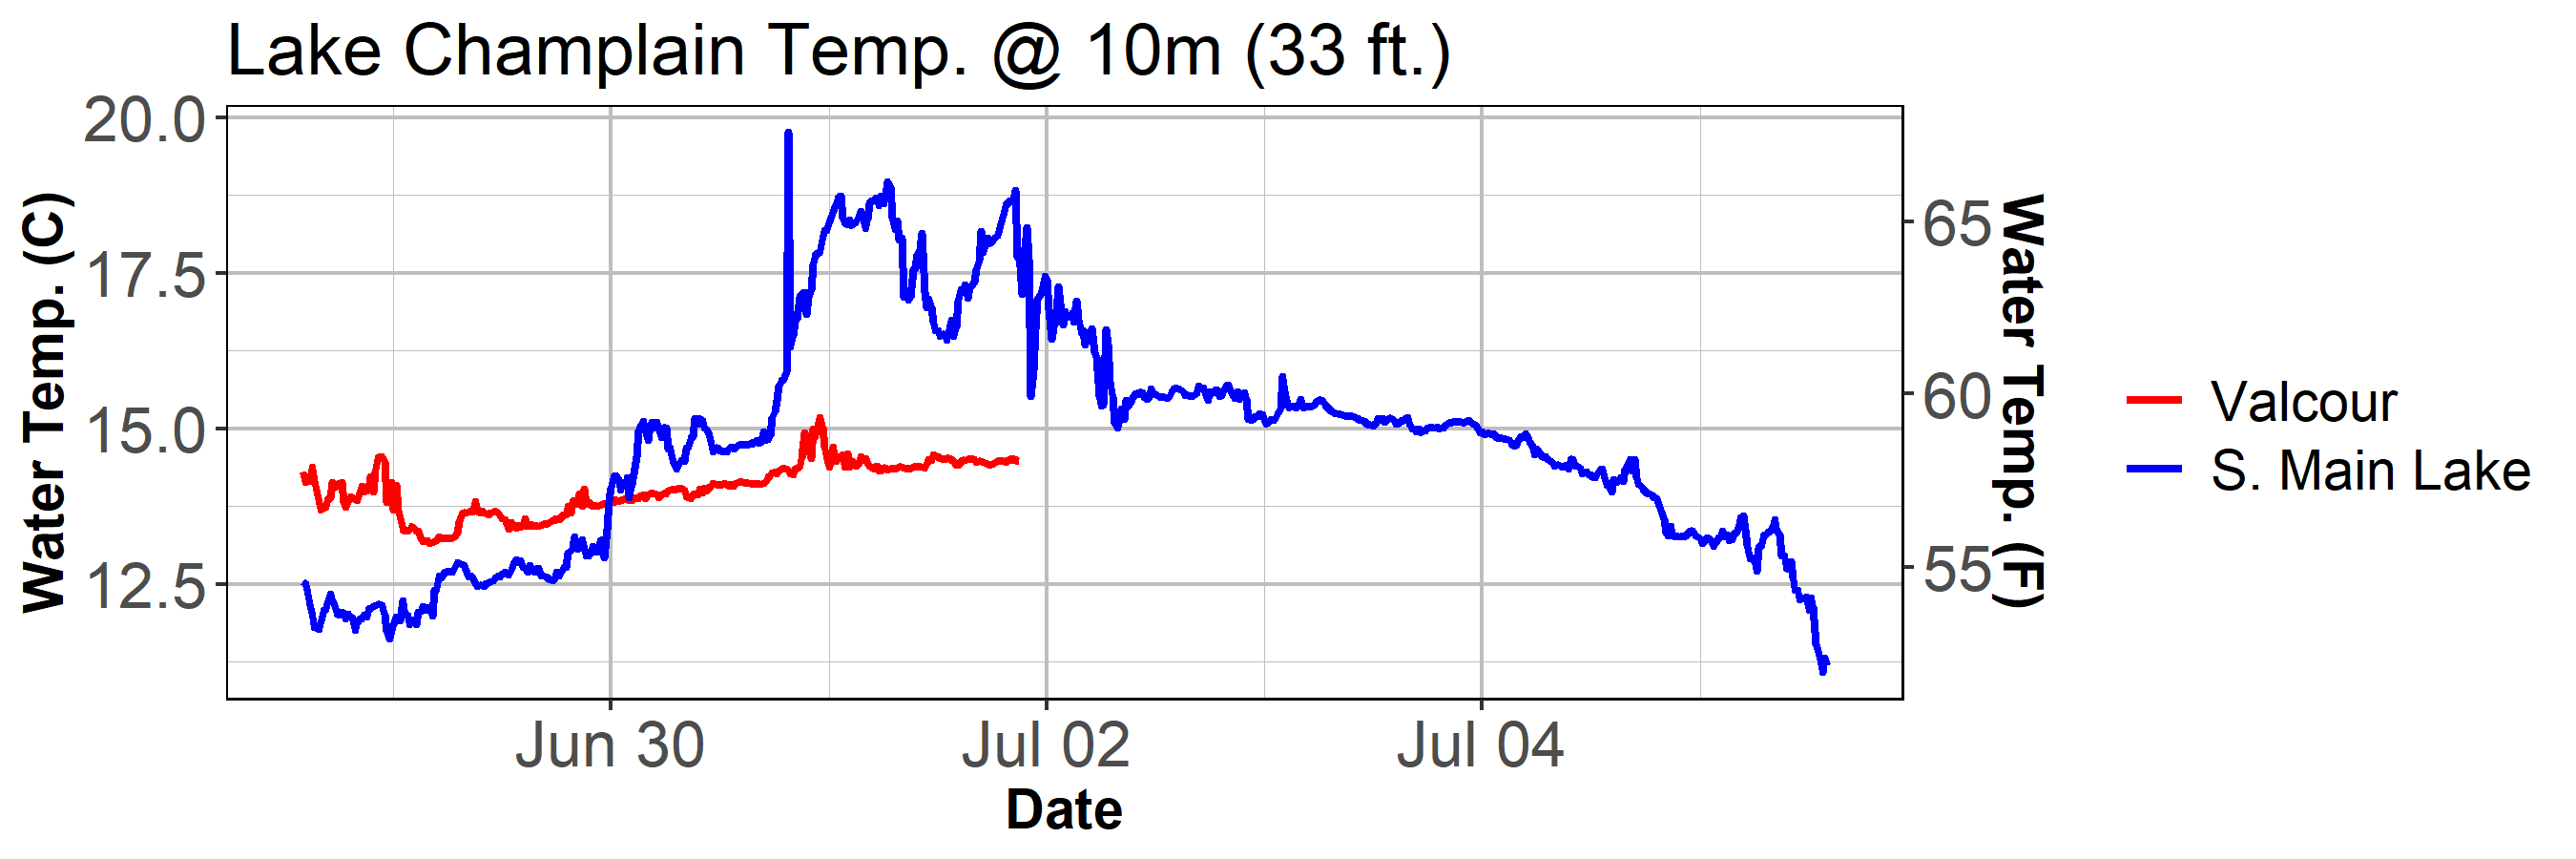 Lake Champlain Temp. @ 10m (33 ft.)
Water Temp. (C)
20.0
17.5
15.0
12.5
65
60
55
Water Temp. (F)
Jun 30
Jul 02
Jul 04
Date
Valcour
S. Main Lake